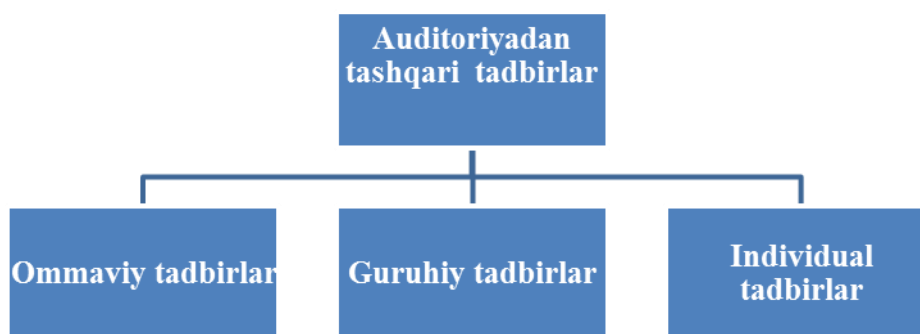 Auditoriyadan
tashqari tadbirlar
Ommaviy tadbirlar
Guruhiy tadbirlar
Individual
tadbirlar